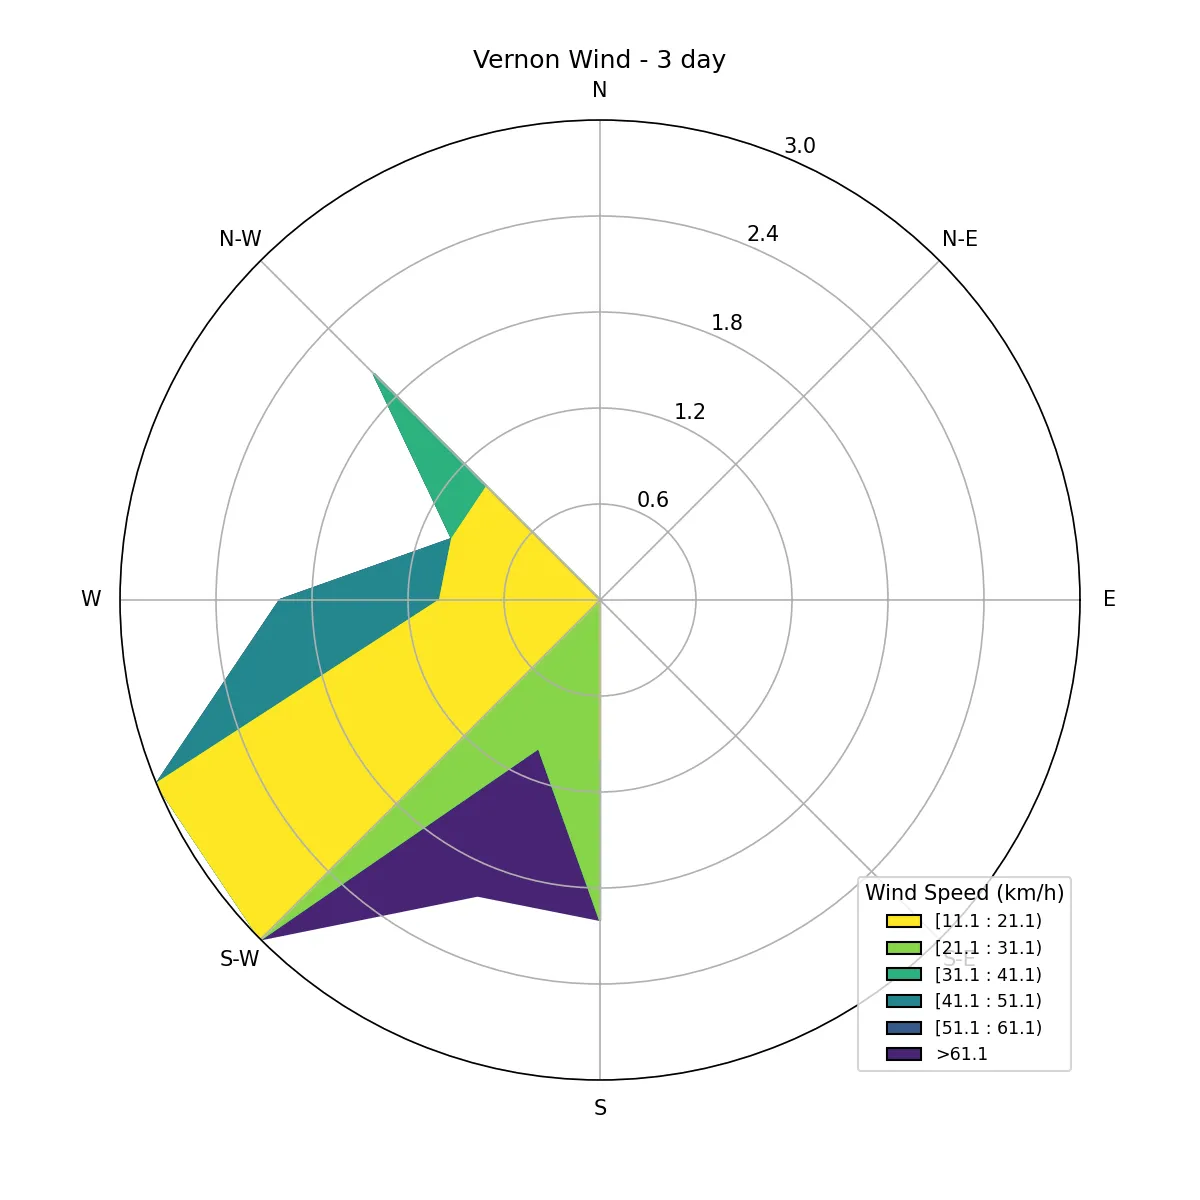 Vernon Wind - 3 day
N
3.0
N-W
2.4
N-E
1.8
1.2
0.6
W
E
S-W
S-E
Wind Speed (km/h)
[11.1 : 21.1)
[21.1 : 31.1)
[31.1 : 41.1)
[41.1 : 51.1)
[51.1 : 61.1)
>61.1
S